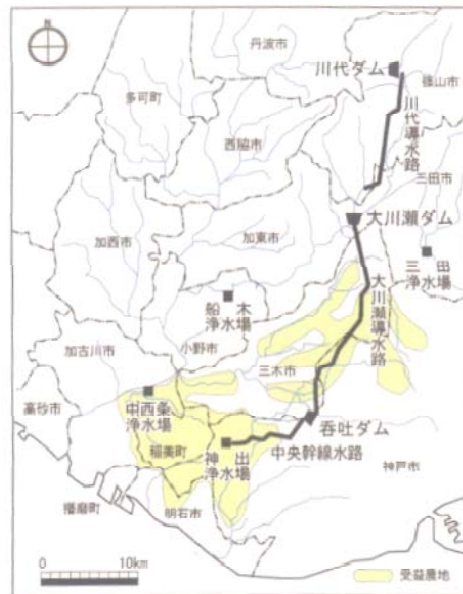 N
丹波市
川代ダム
篠山市
多可町
川代導水路
西脇市
三田市
大川瀬ダム
加西市
加東市
三田
浄水場
大川瀬導水路
船木
浄水場
小野市
加古川市
三木市
中西条
浄水場
高砂市
呑吐ダム
稲美町
神出
浄水場
中央幹線水路
神戸市
播磨町
明石市
0 10km
受益農地